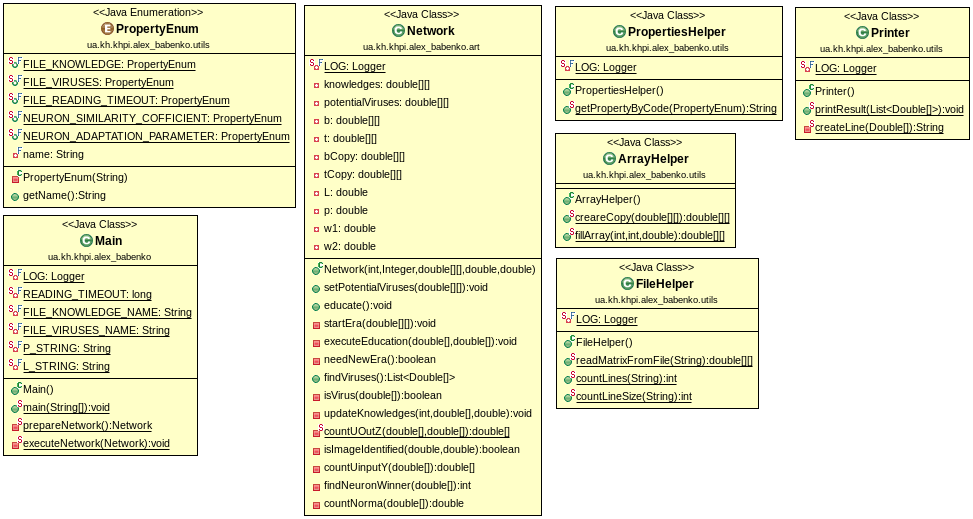 <<Java Enumeration>>
PropertyEnum
ua.kh.khpi.alex_babenko.utils
FILE_KNOWLEDGE: PropertyEnum
FILE_VIRUSES: PropertyEnum
FILE_READING_TIMEOUT: PropertyEnum
NEURON_SIMILARITY_COFFICIENT: PropertyEnum
NEURON_ADAPTATION_PARAMETER: PropertyEnum
name: String
PropertyEnum(String)
getName():String
<<Java Class>>
Main
ua.kh.khpi.alex_babenko
LOG: Logger
READING_TIMEOUT: long
FILE_KNOWLEDGE_NAME: String
FILE_VIRUSES_NAME: String
P_STRING: String
L_STRING: String
Main()
main(String[]):void
prepareNetwork():Network
executeNetwork(Network):void
<<Java Class>>
Network
ua.kh.khpi.alex_babenko.art
LOG: Logger
knowledges: double[][]
potentialViruses: double[][]
b: double[][]
t: double[][]
bCopy: double[][]
tCopy: double[][]
L: double
p: double
w1: double
w2: double
Network(int,Integer,double[][],double,double)
setPotentialViruses(double[][]):void
educate():void
startEra(double[][]):void
executeEducation(double[],double[]):void
needNewEra():boolean
findViruses():List<Double[]>
isVirus(double[]):boolean
updateKnowledges(int,double[],double):void
countUOutZ(double[],double[]):double[]
isImageIdentified(double,double):boolean
countUinputY(double[]):double[]
findNeuronWinner(double[]):int
countNorma(double[]):double
<<Java Class>>
PropertiesHelper
ua.kh.khpi.alex_babenko.utils
LOG: Logger
PropertiesHelper()
getPropertyByCode(PropertyEnum):String
<<Java Class>>
ArrayHelper
ua.kh.khpi.alex_babenko.utils
ArrayHelper()
creareCopy(double[][]):double[][]
fillArray(int,int,double):double[][]
<<Java Class>>
FileHelper
ua.kh.khpi.alex_babenko.utils
LOG: Logger
FileHelper()
readMatrixFromFile(String):double[][]
countLines(String):int
countLineSize(String):int
<<Java Class>>
Printer
ua.kh.khpi.alex_babenko.utils
LOG: Logger
Printer()
printResult(List<Double[]>):void
createLine(Double[]):String